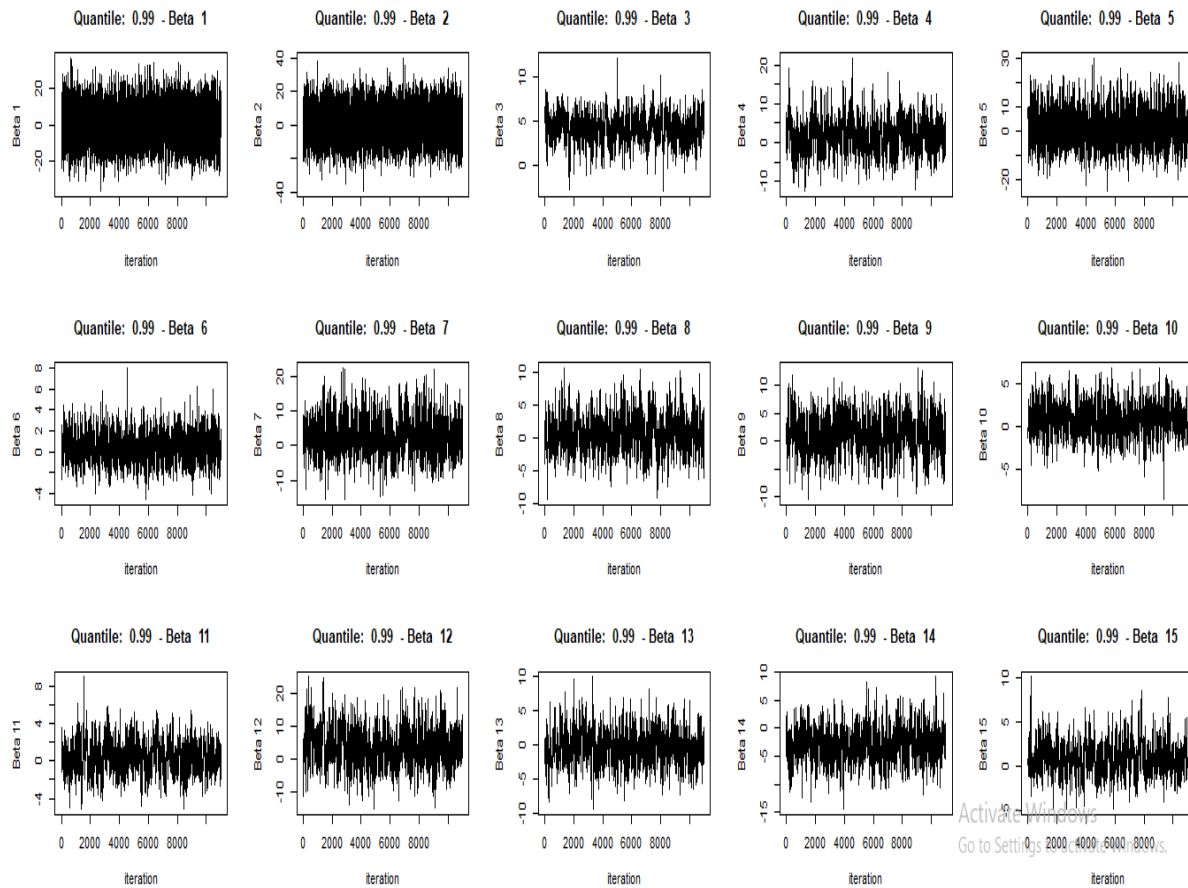 Quantile: 0.99 - Beta 1
Quantile: 0.99 - Beta 2
Quantile: 0.99 - Beta 3
Quantile: 0.99 - Beta 4
Quantile: 0.99 - Beta 5
Beta 1
-20 0 20
0 2000 4000 6000 8000
iteration
Beta 2
-40 0 20 40
0 2000 4000 6000 8000
iteration
Beta 3
0 5 10
0 2000 4000 6000 8000
iteration
Beta 4
-10 0 5 10 20
0 2000 4000 6000 8000
iteration
Beta 5
-20 0 10 20 30
0 2000 4000 6000 8000
iteration
Quantile: 0.99 - Beta 6
Quantile: 0.99 - Beta 7
Quantile: 0.99 - Beta 8
Quantile: 0.99 - Beta 9
Quantile: 0.99 - Beta 10
Beta 6
-4 0 2 4 6 8
0 2000 4000 6000 8000
iteration
Beta 7
-10 0 10 20
0 2000 4000 6000 8000
iteration
Beta 8
-10 -5 0 5 10
0 2000 4000 6000 8000
iteration
Beta 9
-10 0 5 10
0 2000 4000 6000 8000
iteration
Beta 10
-5 0 5
0 2000 4000 6000 8000
iteration
Quantile: 0.99 - Beta 11
Quantile: 0.99 - Beta 12
Quantile: 0.99 - Beta 13
Quantile: 0.99 - Beta 14
Quantile: 0.99 - Beta 15
Beta 11
-4 0 4 8
0 2000 4000 6000 8000
iteration
Beta 12
-10 0 10 20
0 2000 4000 6000 8000
iteration
Beta 13
-10 -5 0 5 10
0 2000 4000 6000 8000
iteration
Beta 14
-15 -5 0 5 10
0 2000 4000 6000 8000
iteration
Beta 15
-5 0 5 10
0 2000 4000 6000 8000
iteration
Activate Windows
Go to Settings to activate Windows.